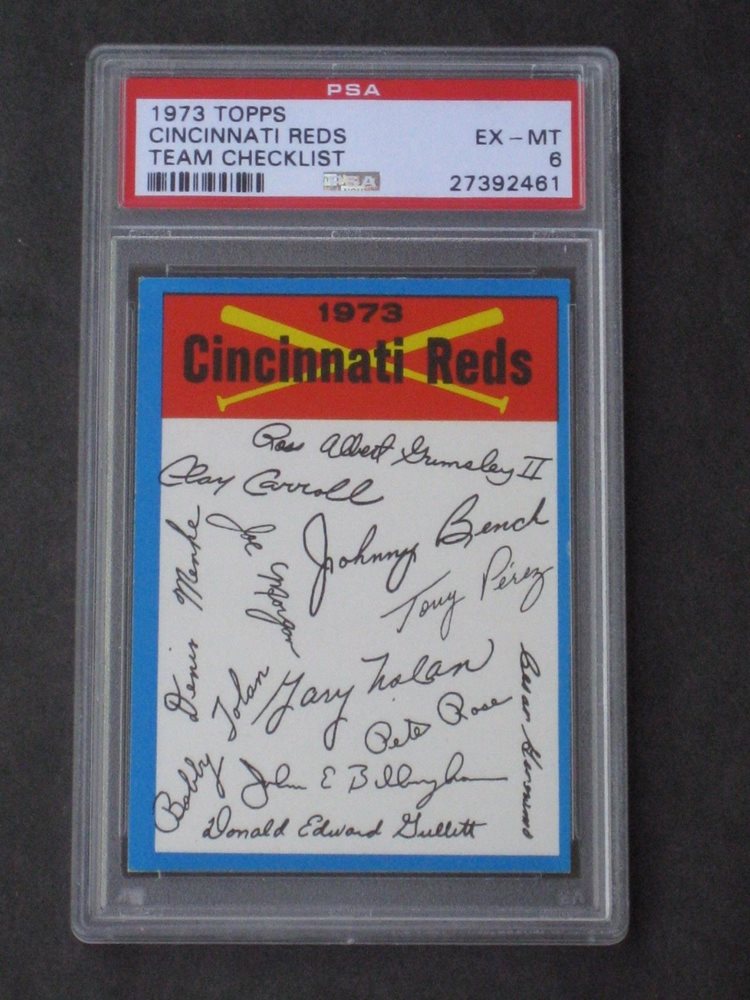 PSA
1973 TOPPS
CINCINNATI REDS EX - MT
TEAM CHECKLIST 6
PSA 27392461
1973
Cincinnati Reds
Ross Albert Grimsley II
Clay Carroll
Johnny Bench
Joe Morgan
Denis Menke
Tony Pérez
Gary Nolan
Cesar Geronimo
Bobby Tolan
Pete Rose
John E Billingham
Donald Edward Gullett